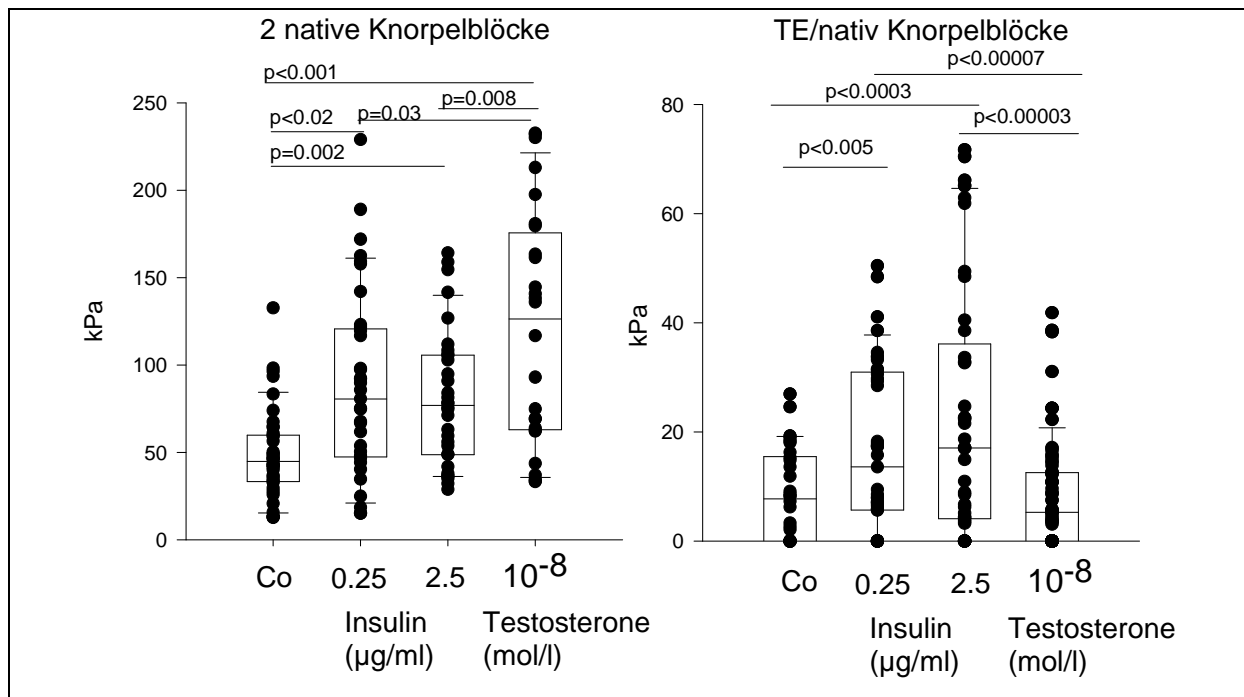 2 native Knorpelblöcke
p<0.001
p=0.008
p<0.02
p=0.03
p=0.002
250
200
150
100
50
0
kPa
Co
0.25
2.5
10-8
Insulin
(µg/ml)
Testosterone
(mol/l)
TE/nativ Knorpelblöcke
p<0.00007
p<0.0003
p<0.00003
p<0.005
80
60
40
20
0
kPa
Co
0.25
2.5
10-8
Insulin
(µg/ml)
Testosterone
(mol/l)